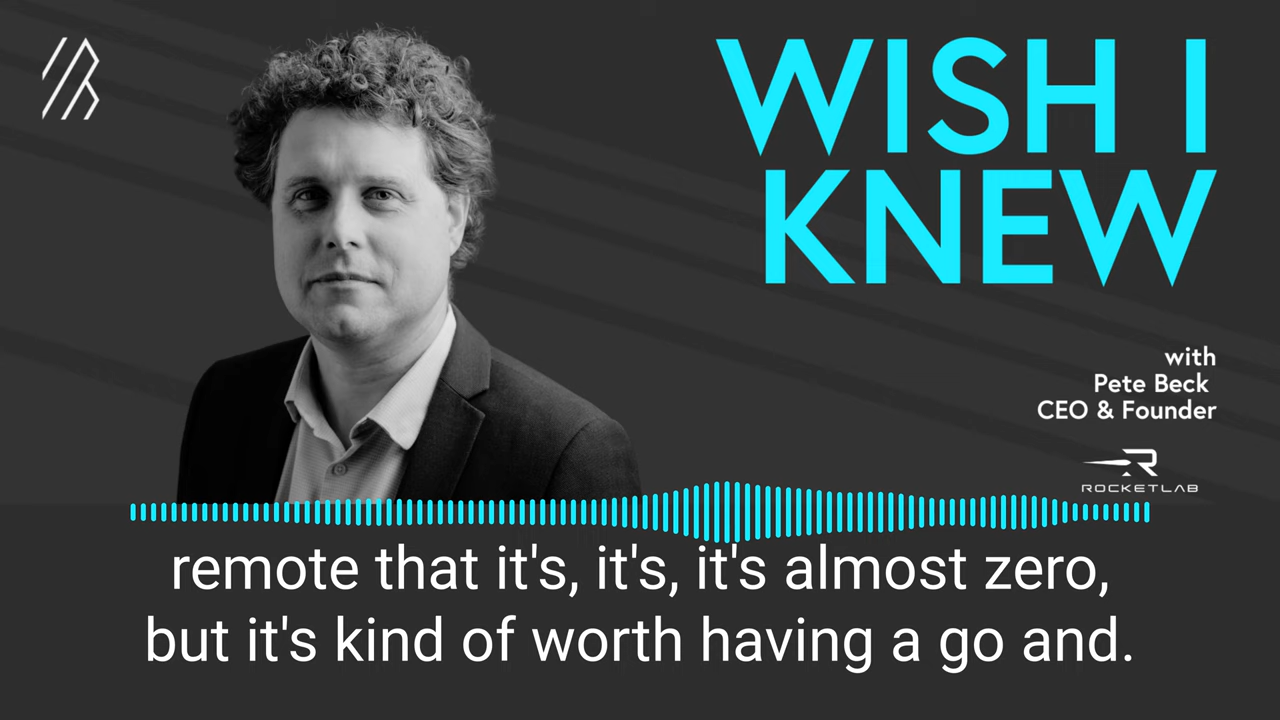 WISH I
KNEW
with
Pete Beck
CEO & Founder
ROCKETLAB
remote that it's, it's, it's almost zero,
but it's kind of worth having a go and.